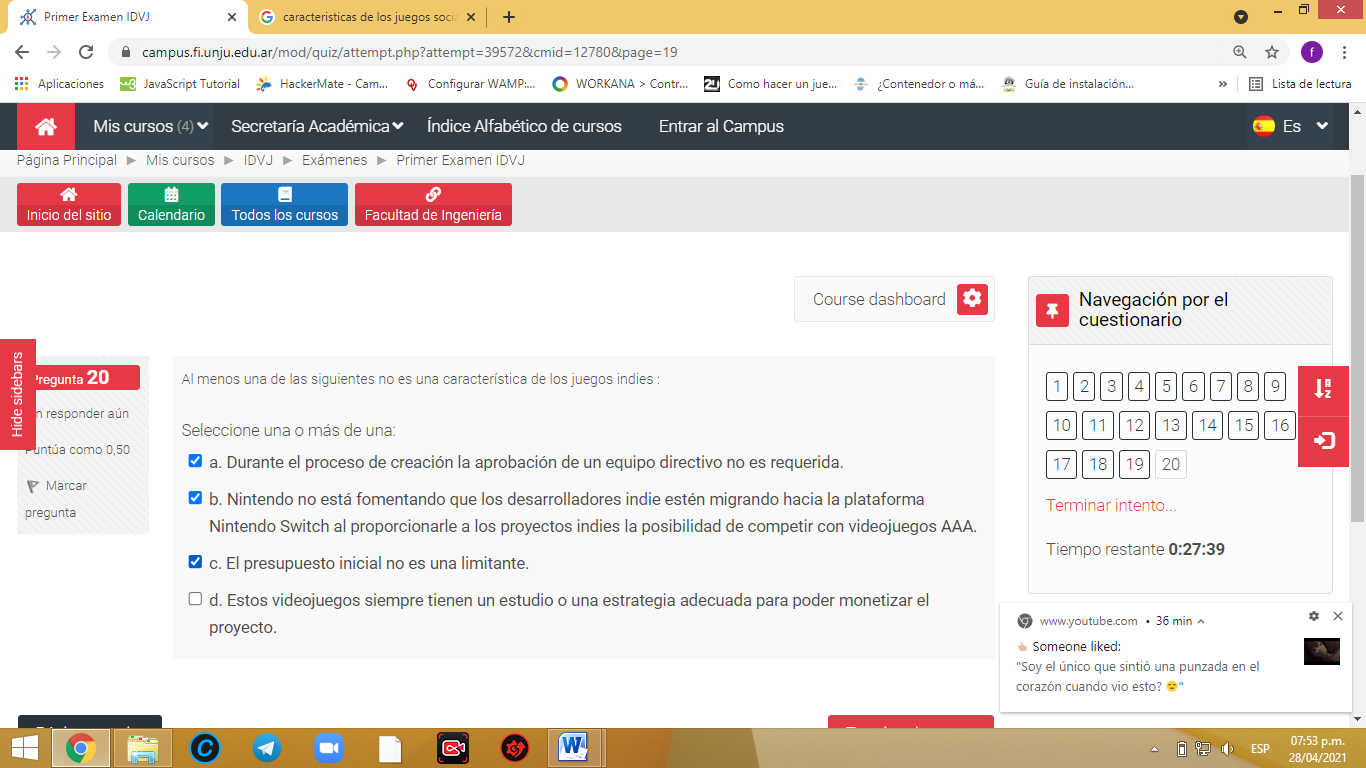 Primer Examen IDVJ
caracteristicas de los juegos socia
campus.fi.unju.edu.ar/mod/quiz/attempt.php?attempt=39572&cmid=12780&page=19
f
Aplicaciones
JavaScript Tutorial
HackerMate - Cam...
Configurar WAMP:...
WORKANA > Contr...
Como hacer un jue...
¿Contenedor o má...
Guía de instalación...
»
Lista de lectura
Mis cursos (4)
Secretaría Académica
Índice Alfabético de cursos
Entrar al Campus
Es
Página Principal ► Mis cursos ► IDVJ ► Exámenes ► Primer Examen IDVJ
Inicio del sitio
Calendario
Todos los cursos
Facultad de Ingeniería
Course dashboard
Hide sidebars
Pregunta 20
n responder aún
Puntúa como 0,50
Marcar
pregunta
Al menos una de las siguientes no es una característica de los juegos indies :
Seleccione una o más de una:
a. Durante el proceso de creación la aprobación de un equipo directivo no es requerida.
b. Nintendo no está fomentando que los desarrolladores indie estén migrando hacia la plataforma
Nintendo Switch al proporcionarle a los proyectos indies la posibilidad de competir con videojuegos AAA.
c. El presupuesto inicial no es una limitante.
d. Estos videojuegos siempre tienen un estudio o una estrategia adecuada para poder monetizar el
proyecto.
Navegación por el
cuestionario
1 2 3 4 5 6 7 8 9
10 11 12 13 14 15 16
17 18 19 20
Terminar intento...
Tiempo restante 0:27:39
www.youtube.com • 36 min
Someone liked:
"Soy el único que sintió una punzada en el
corazón cuando vio esto? 😔"
ESP
07:53 p.m.
28/04/2021